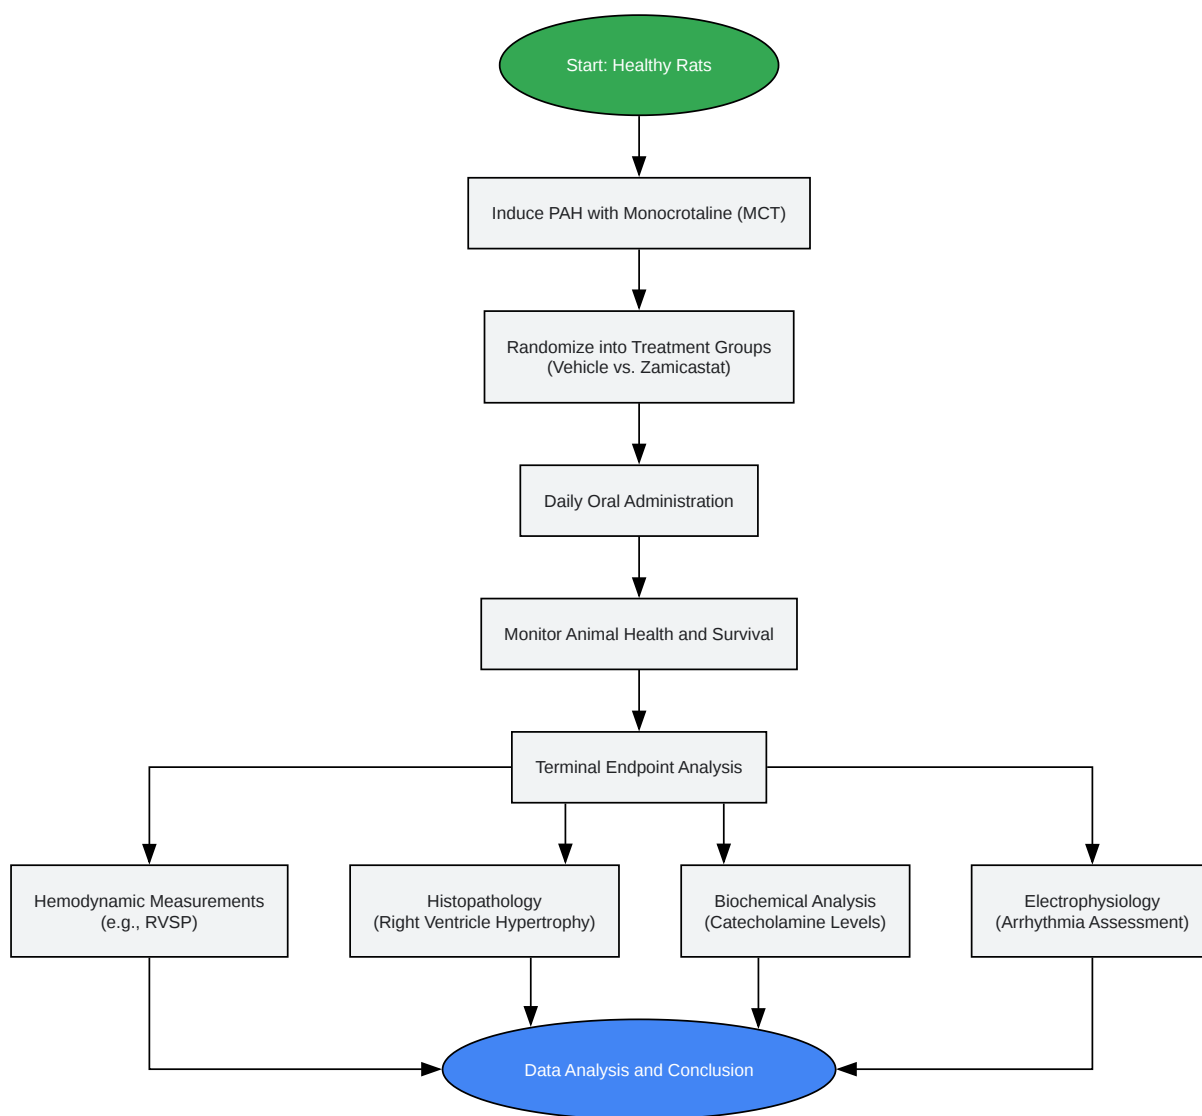 Start: Healthy Rats
Induce PAH with Monocrotaline (MCT)
Randomize into Treatment Groups
(Vehicle vs. Zamicastat)
Daily Oral Administration
Monitor Animal Health and Survival
Terminal Endpoint Analysis
Hemodynamic Measurements
(e.g., RVSP)
Histopathology
(Right Ventricle Hypertrophy)
Biochemical Analysis
(Catecholamine Levels)
Electrophysiology
(Arrhythmia Assessment)
Data Analysis and Conclusion